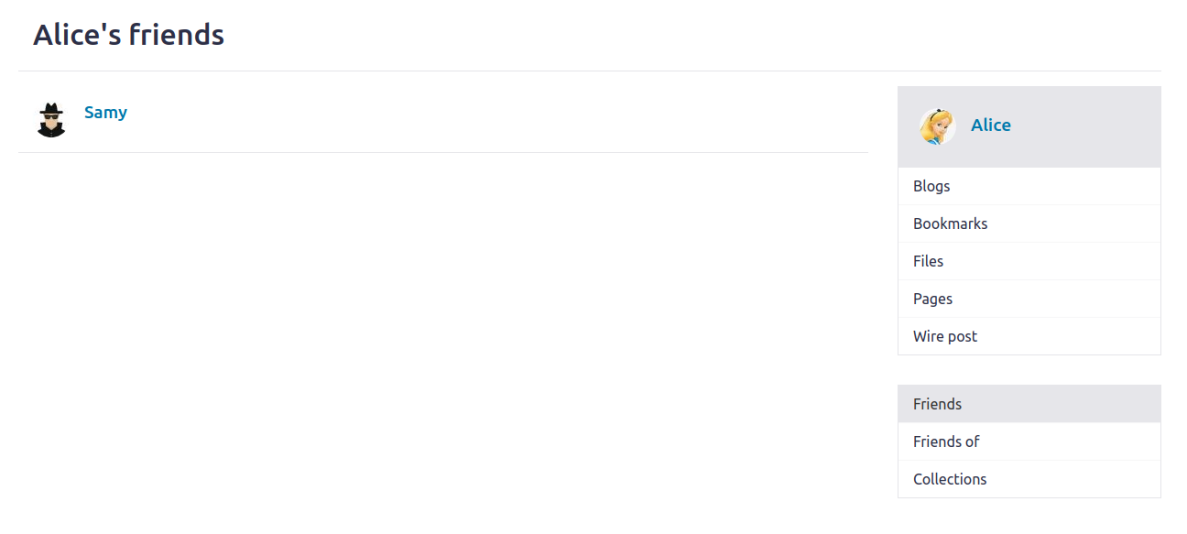 Alice's friends
Samy
Alice
Blogs
Bookmarks
Files
Pages
Wire post
Friends
Friends of
Collections